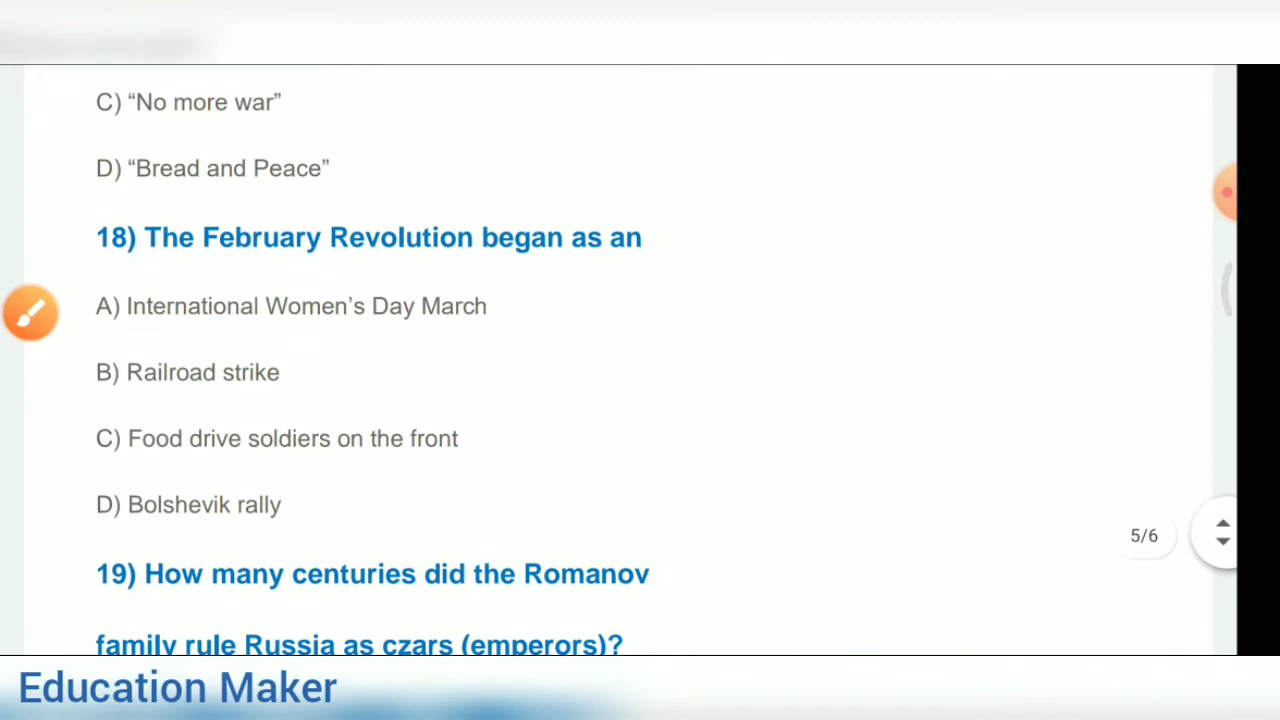 C) “No more war”
D) “Bread and Peace”
18) The February Revolution began as an
A) International Women’s Day March
B) Railroad strike
C) Food drive soldiers on the front
D) Bolshevik rally
5/6
19) How many centuries did the Romanov
family rule Russia as czars (emperors)?
Education Maker